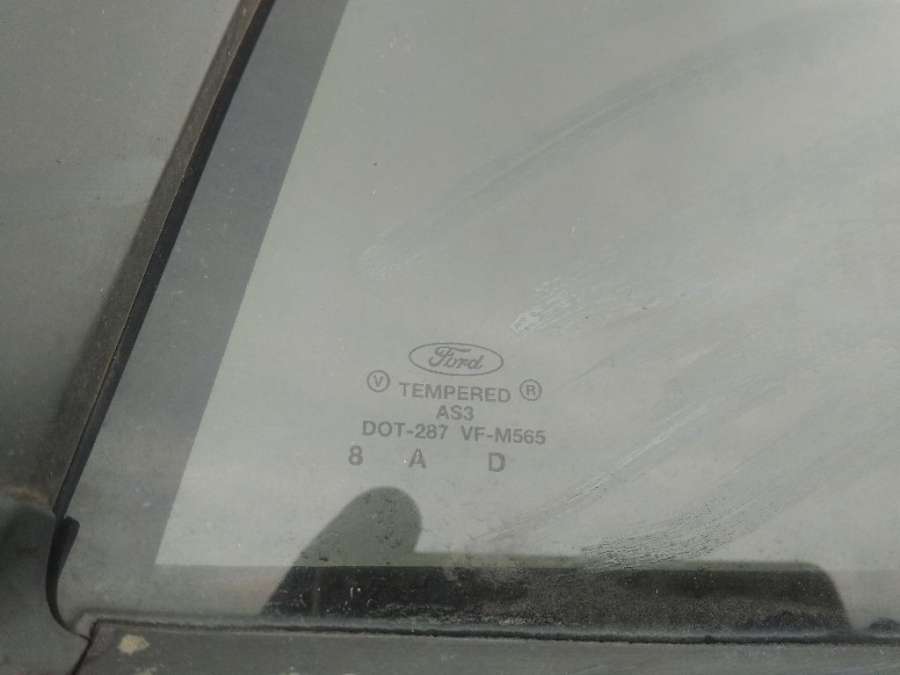 Ford
V TEMPERED R
AS3
DOT-287 VF-M565
8 A D